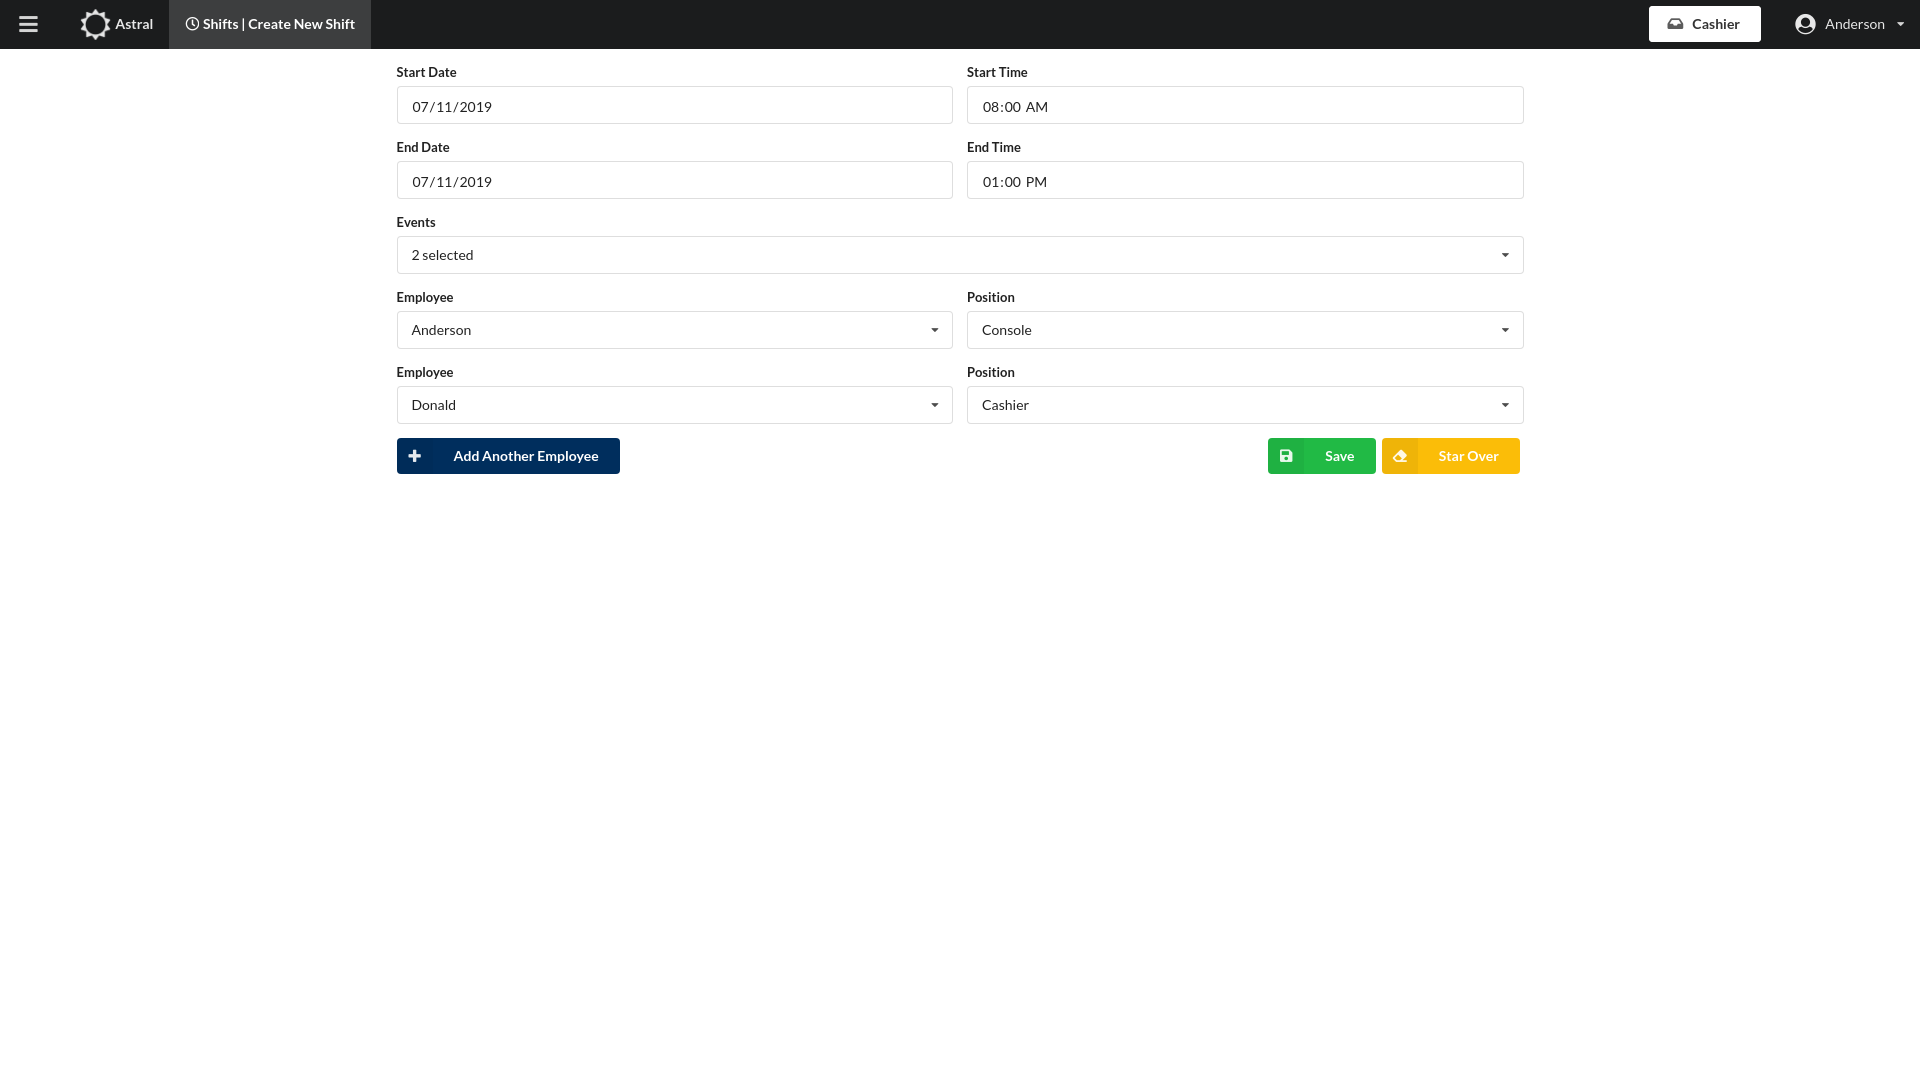 Astral
Shifts | Create New Shift
Cashier
Anderson
Start Date
Start Time
07/11/2019
08:00 AM
End Date
End Time
07/11/2019
01:00 PM
Events
2 selected
Employee
Position
Anderson
Console
Employee
Position
Donald
Cashier
Add Another Employee
Save
Star Over